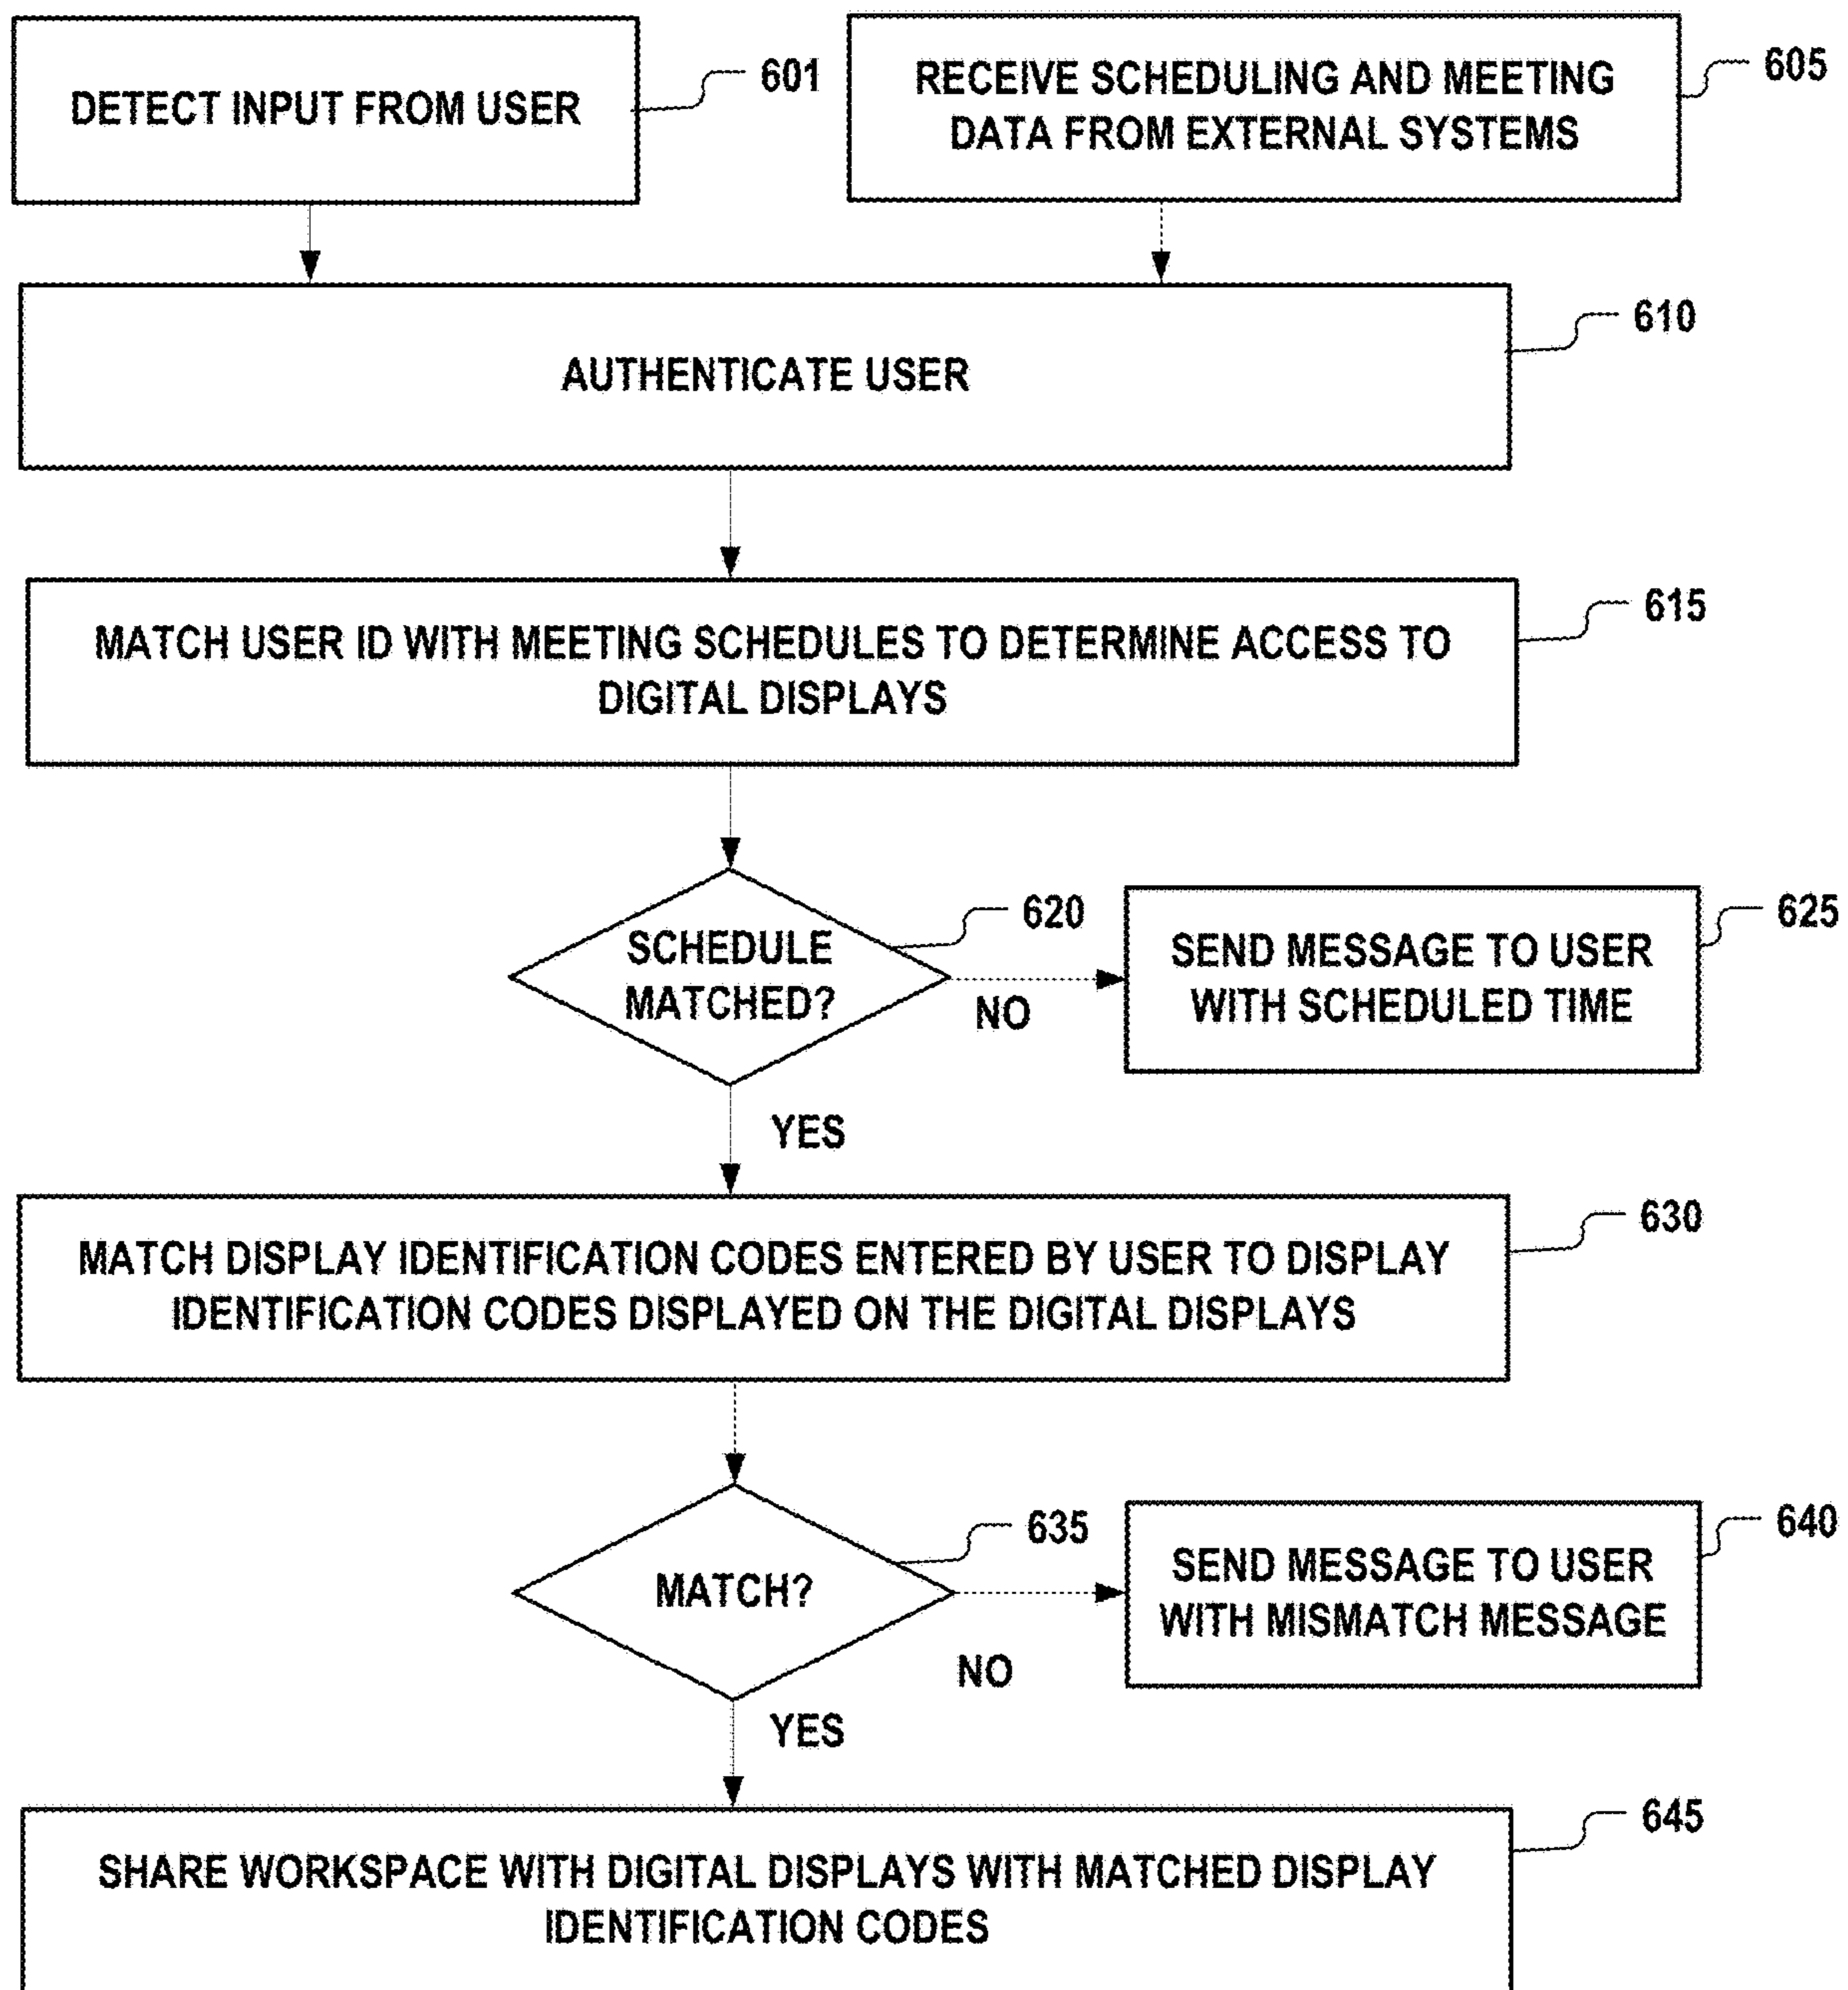 DETECT INPUT FROM USER
601
RECEIVE SCHEDULING AND MEETING
DATA FROM EXTERNAL SYSTEMS
605
AUTHENTICATE USER
610
MATCH USER ID WITH MEETING SCHEDULES TO DETERMINE ACCESS TO
DIGITAL DISPLAYS
615
SCHEDULE
MATCHED?
620
NO
SEND MESSAGE TO USER
WITH SCHEDULED TIME
625
YES
MATCH DISPLAY IDENTIFICATION CODES ENTERED BY USER TO DISPLAY
IDENTIFICATION CODES DISPLAYED ON THE DIGITAL DISPLAYS
630
MATCH?
635
NO
SEND MESSAGE TO USER
WITH MISMATCH MESSAGE
640
YES
SHARE WORKSPACE WITH DIGITAL DISPLAYS WITH MATCHED DISPLAY
IDENTIFICATION CODES
645